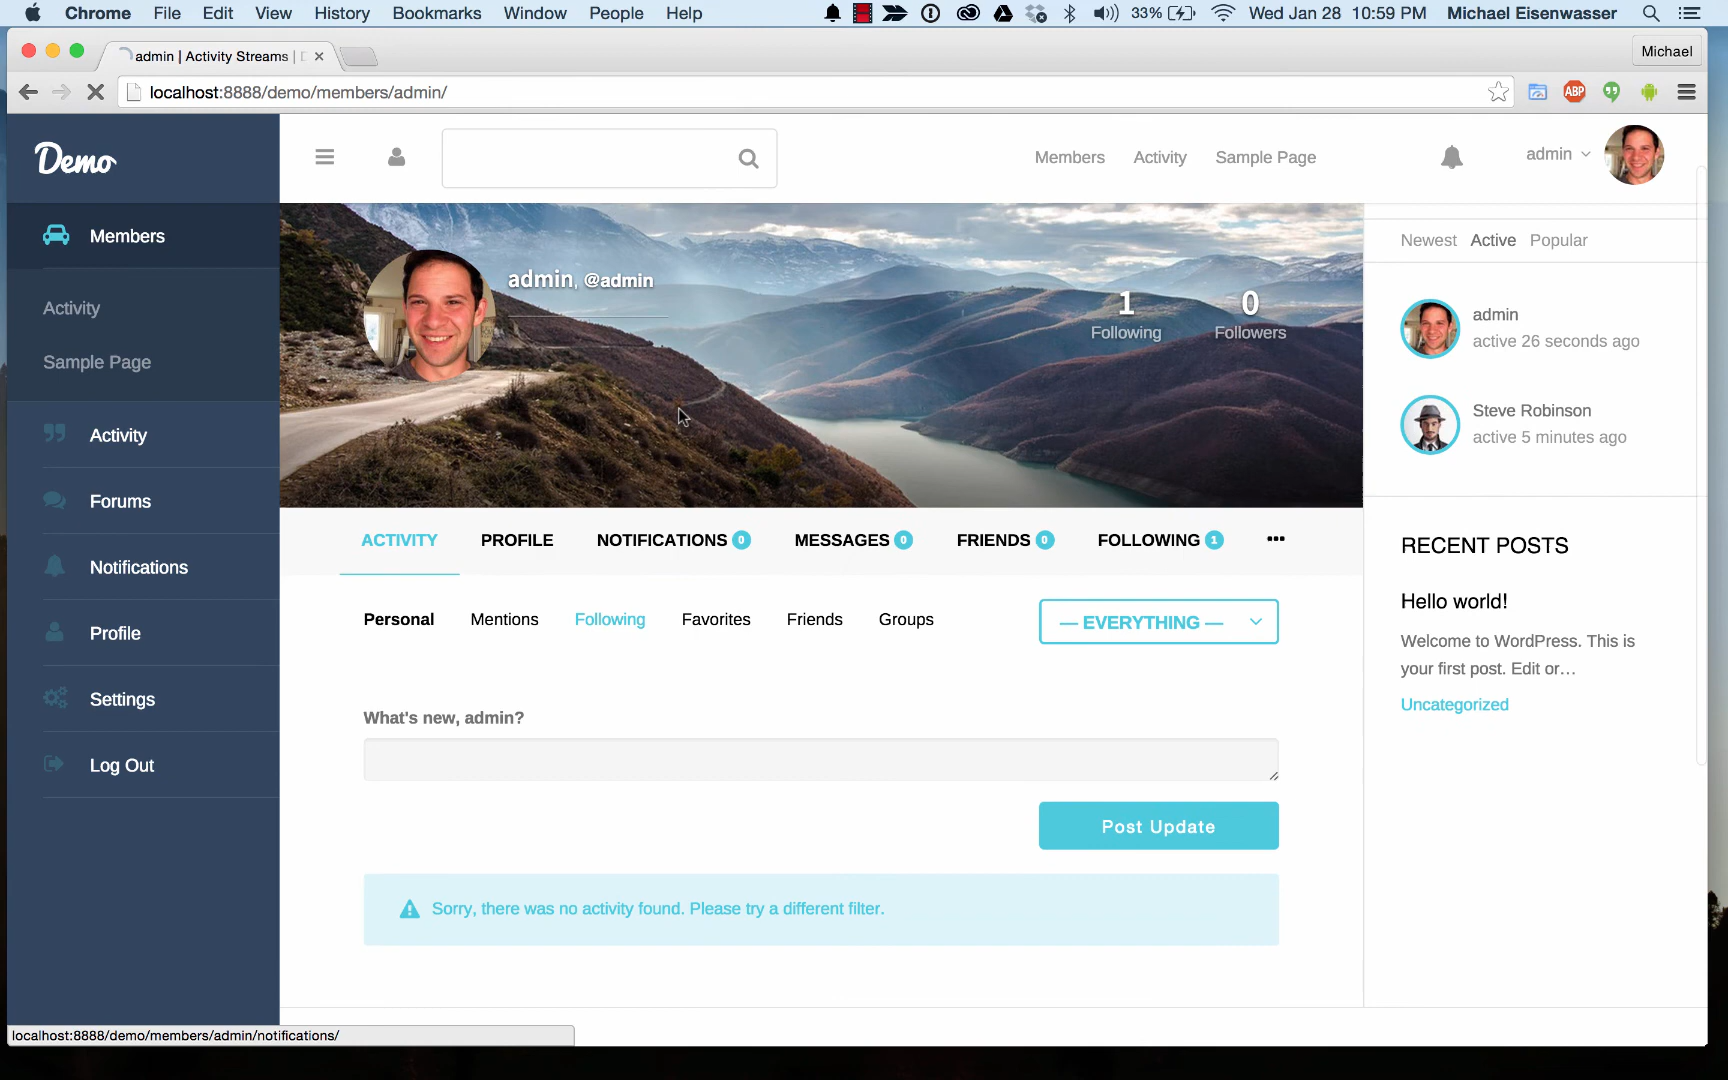 Chrome File Edit View History Bookmarks Window People Help 33% Wed Jan 28 10:59 PM Michael Eisenwasser
admin | Activity Streams | Michael
localhost:8888/demo/members/admin/ ABP
Demo
Members Activity Sample Page admin
Members
Activity
Sample Page
Activity
Forums
Notifications
Profile
Settings
Log Out
admin, @admin
1 0
Following Followers
Newest Active Popular
admin
active 26 seconds ago
Steve Robinson
active 5 minutes ago
ACTIVITY PROFILE NOTIFICATIONS 0 MESSAGES 0 FRIENDS 0 FOLLOWING 1 •••
Personal Mentions Following Favorites Friends Groups — EVERYTHING —
What's new, admin?
Post Update
Sorry, there was no activity found. Please try a different filter.
RECENT POSTS
Hello world!
Welcome to WordPress. This is
your first post. Edit or…
Uncategorized
localhost:8888/demo/members/admin/notifications/